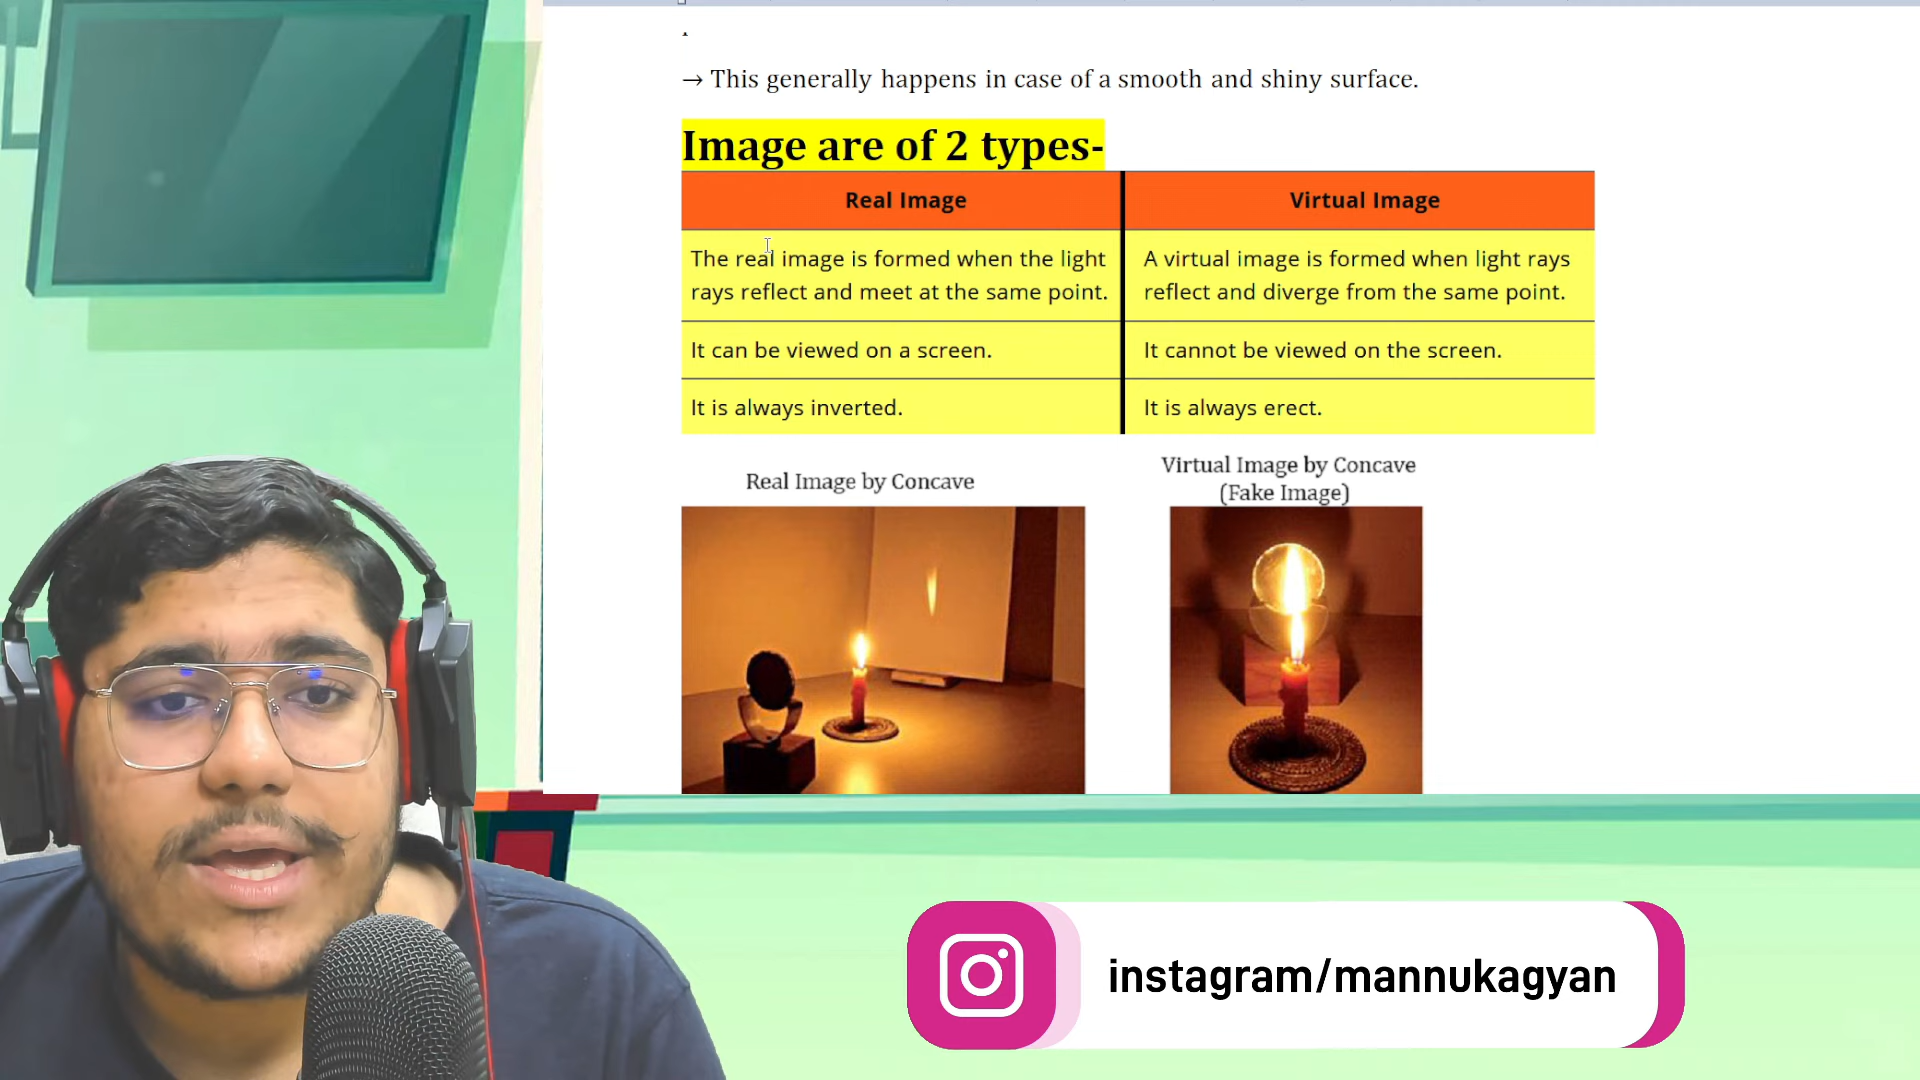 → This generally happens in case of a smooth and shiny surface.
Image are of 2 types-
Real Image
Virtual Image
The real image is formed when the light
rays reflect and meet at the same point.
A virtual image is formed when light rays
reflect and diverge from the same point.
It can be viewed on a screen.
It cannot be viewed on the screen.
It is always inverted.
It is always erect.
Real Image by Concave
Virtual Image by Concave
(Fake Image)
instagram/mannukagyan